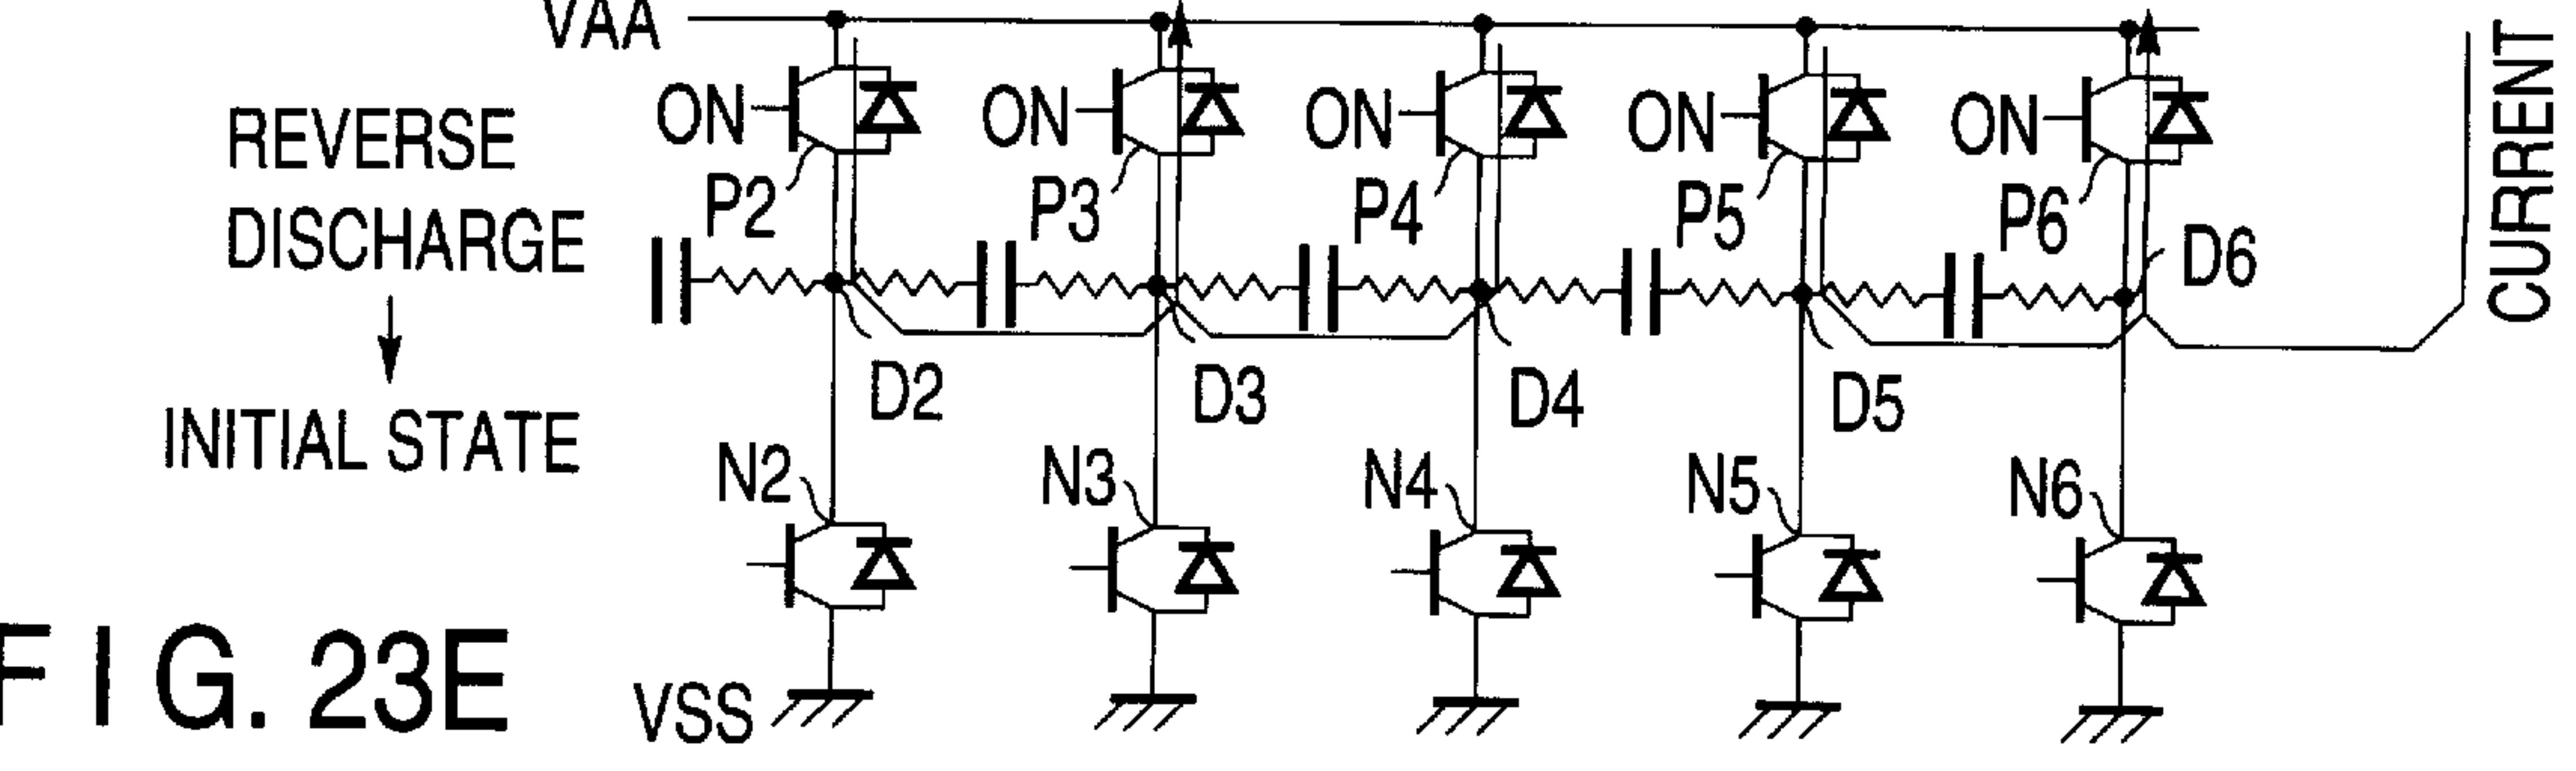 VAA
ON ON ON ON ON
P2 P3 P4 P5 P6
REVERSE
DISCHARGE
INITIAL STATE
D2 D3 D4 D5 D6
CURRENT
N2 N3 N4 N5 N6
VSS
FIG. 23E